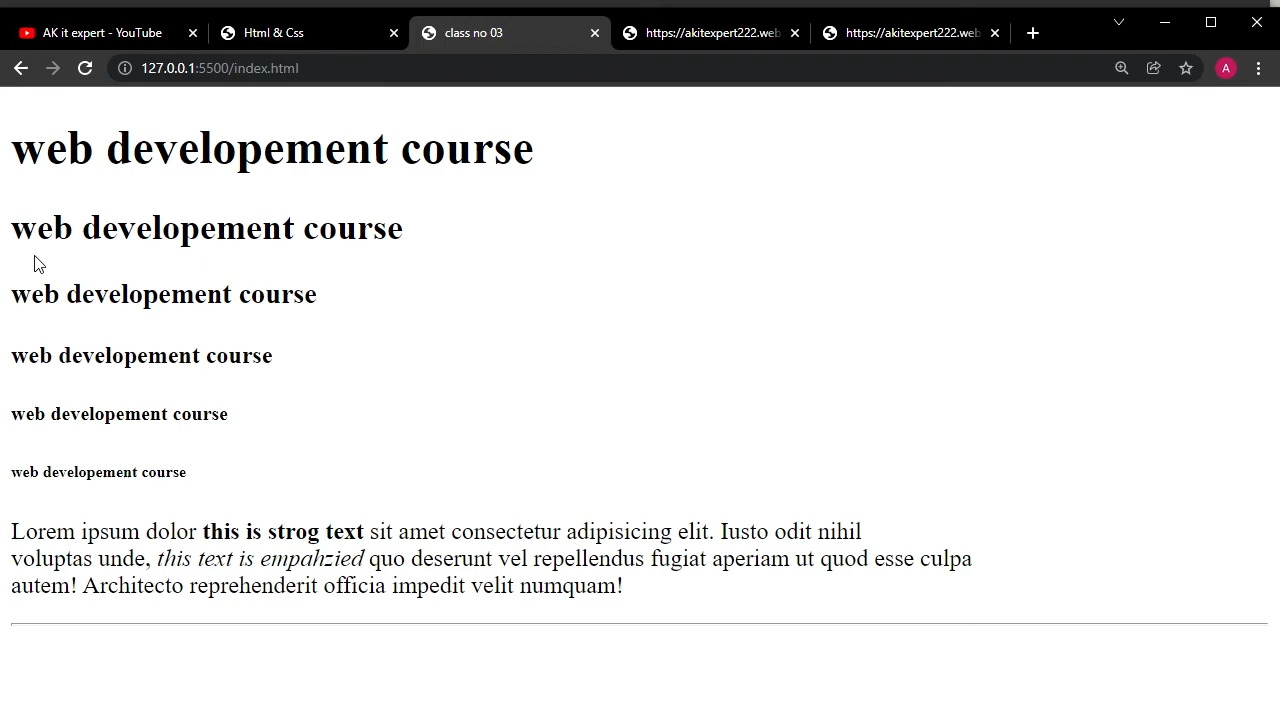 AK it expert - YouTube
Html & Css
class no 03
https://akitexpert222.web
https://akitexpert222.web
127.0.0.1:5500/index.html
A
web developement course
web developement course
web developement course
web developement course
web developement course
web developement course
Lorem ipsum dolor this is strog text sit amet consectetur adipisicing elit. Iusto odit nihil
voluptas unde, this text is empahzied quo deserunt vel repellendus fugiat aperiam ut quod esse culpa
autem! Architecto reprehenderit officia impedit velit numquam!